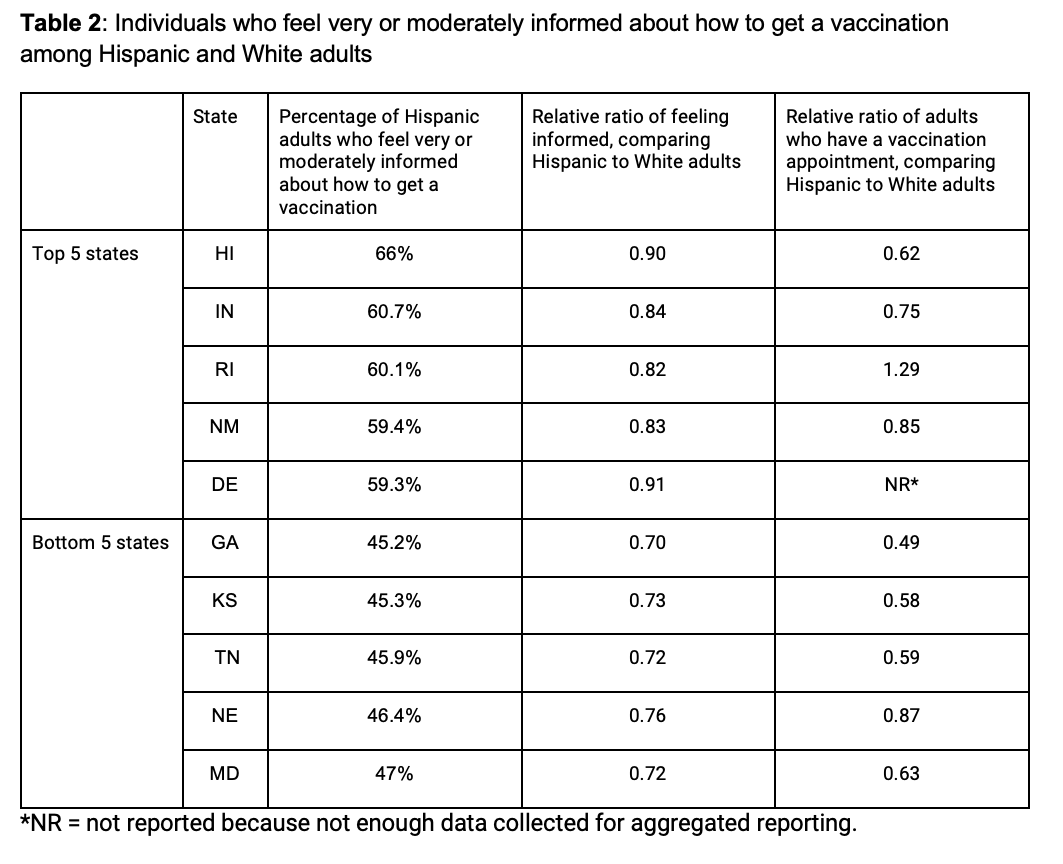 Table 2: Individuals who feel very or moderately informed about how to get a vaccination
among Hispanic and White adults
State
Percentage of Hispanic
adults who feel very or
moderately informed
about how to get a
vaccination
Relative ratio of feeling
informed, comparing
Hispanic to White adults
Relative ratio of adults
who have a vaccination
appointment, comparing
Hispanic to White adults
Top 5 states HI 66% 0.90 0.62
IN 60.7% 0.84 0.75
RI 60.1% 0.82 1.29
NM 59.4% 0.83 0.85
DE 59.3% 0.91 NR*
Bottom 5 states GA 45.2% 0.70 0.49
KS 45.3% 0.73 0.58
TN 45.9% 0.72 0.59
NE 46.4% 0.76 0.87
MD 47% 0.72 0.63
*NR = not reported because not enough data collected for aggregated reporting.